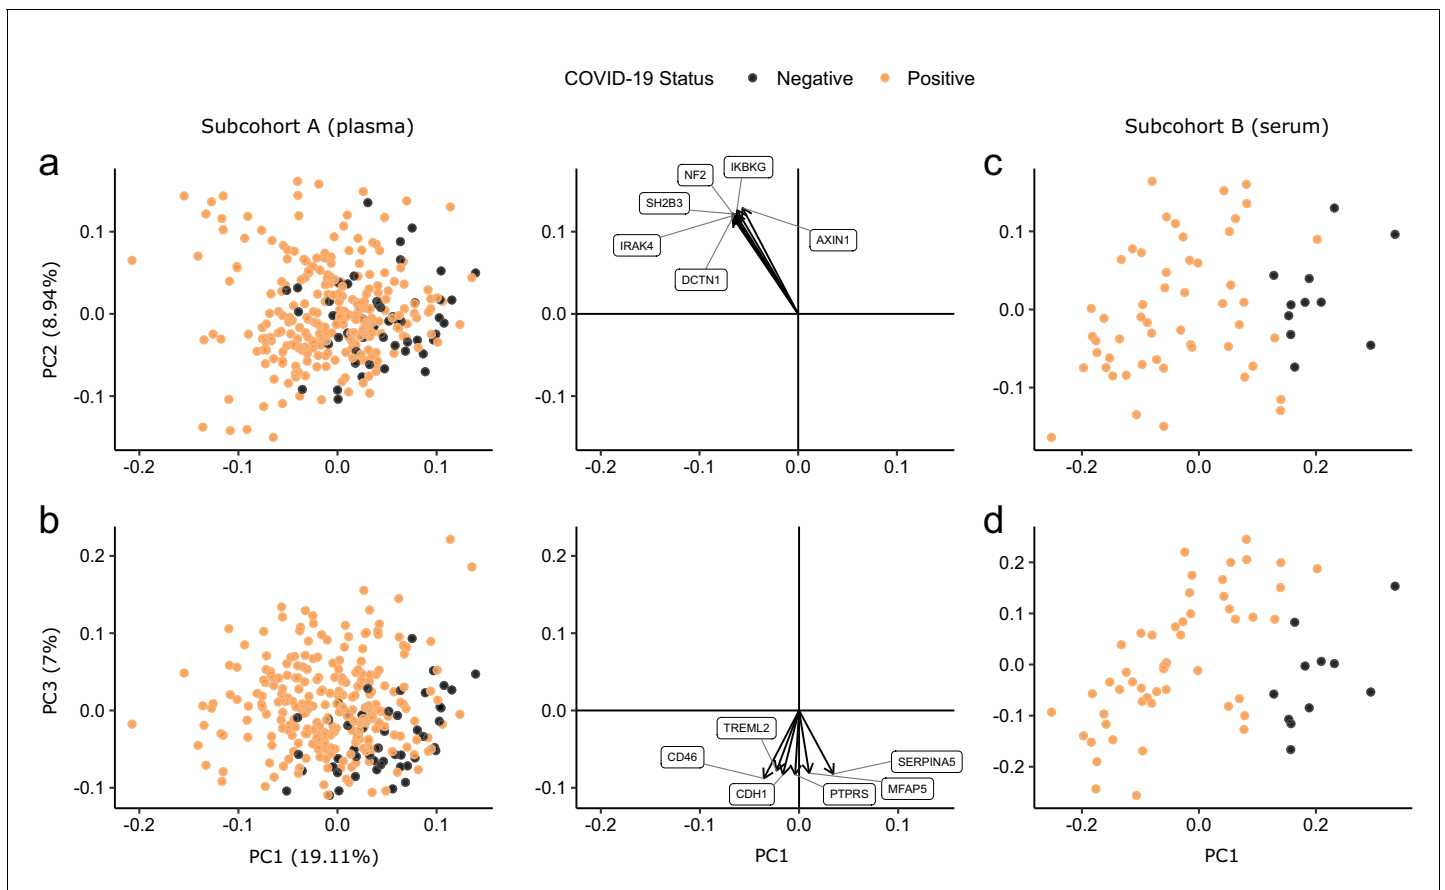 COVID-19 Status Negative Positive
Subcohort A (plasma)
Subcohort B (serum)
a
PC2 (8.94%)
0.1
0.0
-0.1
-0.2 -0.1 0.0 0.1
IKBKG
NF2
SH2B3
AXIN1
IRAK4
DCTN1
0.1
0.0
-0.1
-0.2 -0.1 0.0 0.1
c
0.1
0.0
-0.1
-0.2 0.0 0.2
b
PC3 (7%)
0.2
0.1
0.0
-0.1
-0.2 -0.1 0.0 0.1
PC1 (19.11%)
0.2
0.1
0.0
-0.1
TREML2
CD46
SERPINA5
CDH1
PTPRS
MFAP5
-0.2 -0.1 0.0 0.1
PC1
d
0.2
0.1
0.0
-0.1
-0.2
-0.2 0.0 0.2
PC1